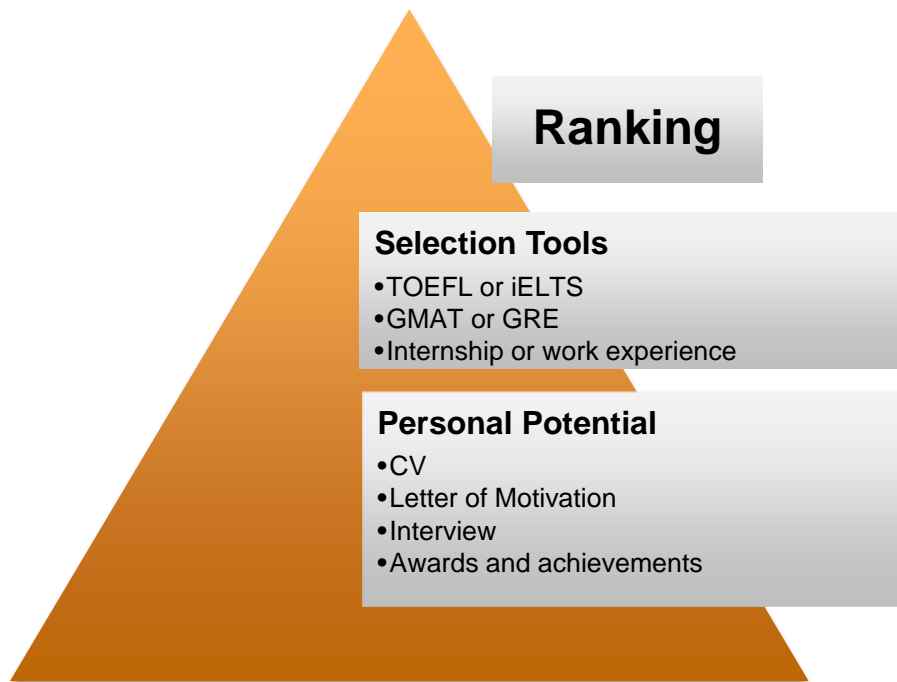 Ranking
Selection Tools
•TOEFL or iELTS
•GMAT or GRE
•Internship or work experience
Personal Potential
•CV
•Letter of Motivation
•Interview
•Awards and achievements